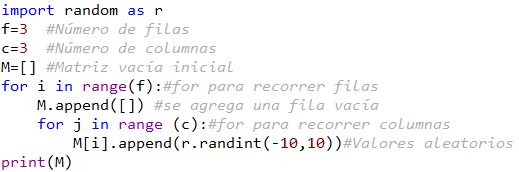 import random as r
f=3  #Número de filas
c=3  #Número de columnas
M=[] #Matriz vacía inicial
for i in range(f):#for para recorrer filas
    M.append([]) #se agrega una fila vacía
    for j in range (c):#for para recorrer columnas
        M[i].append(r.randint(-10,10))#Valores aleatorios
print(M)